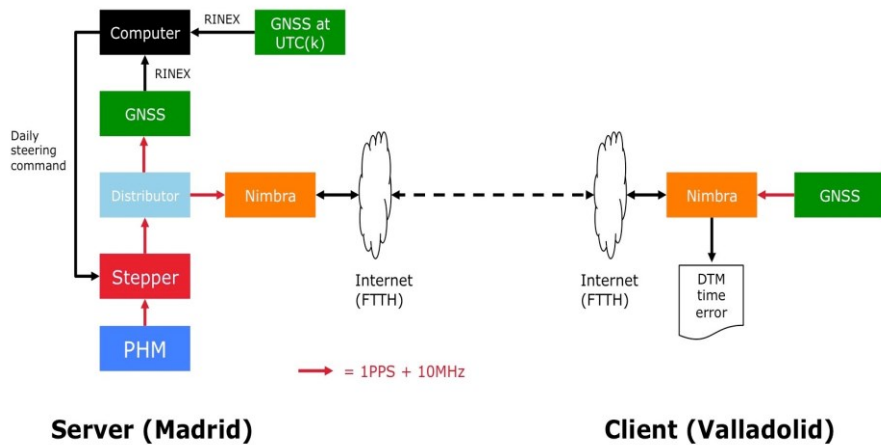 RINEX
Computer
GNSS at
UTC(k)
RINEX
GNSS
Daily
steering
command
Distributor
Nimbra
Nimbra
GNSS
Stepper
Internet
(FTTH)
Internet
(FTTH)
DTM
time
error
PHM
= 1PPS + 10MHz
Server (Madrid)
Client (Valladolid)